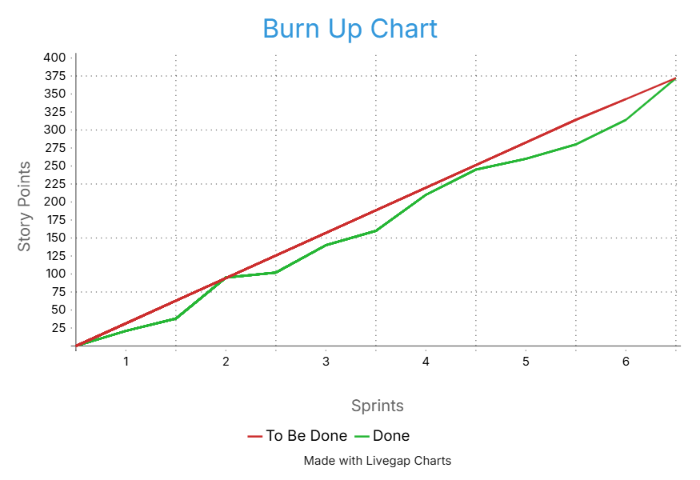 Burn Up Chart
400
375
350
325
300
275
250
225
200
175
150
125
100
75
50
25
Story Points
1 2 3 4 5 6
Sprints
To Be Done Done
Made with Livegap Charts